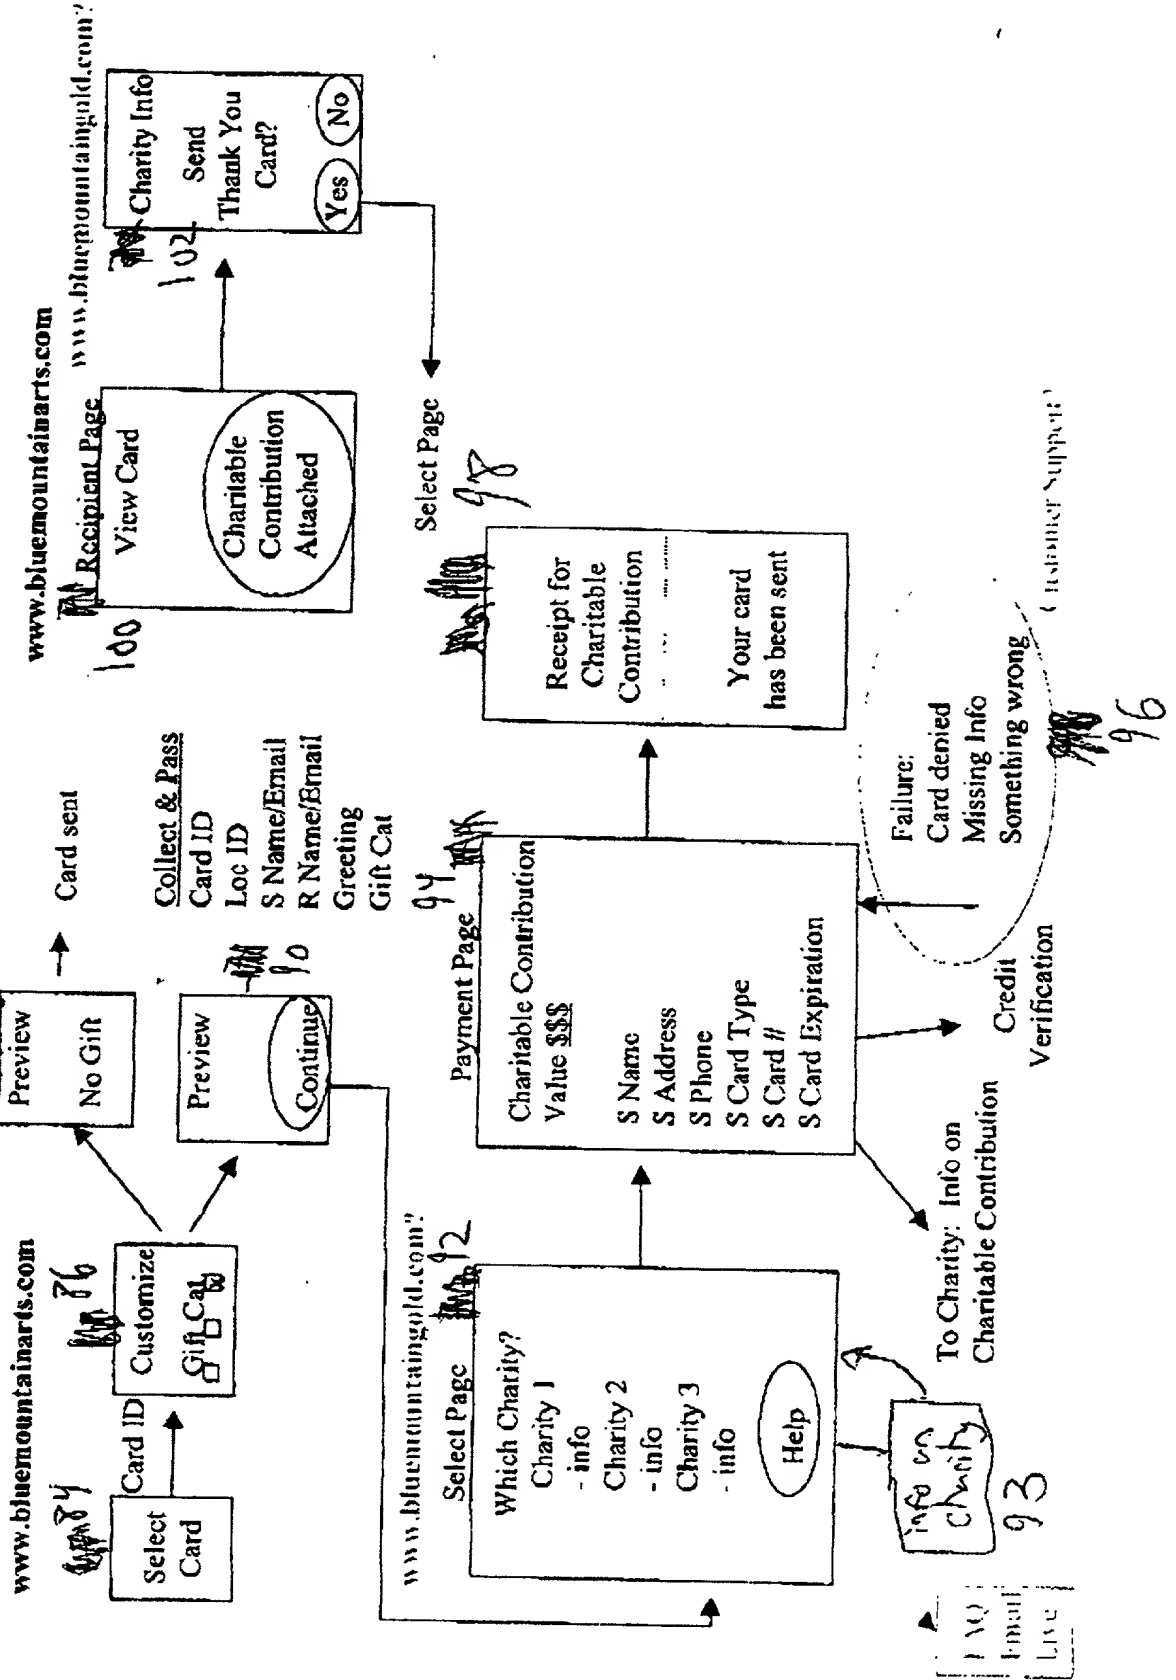 www.bluemountainarts.com
84
Select
Card
Card ID
86
Customize
Gift Cat
Preview
No Gift
Card sent
Preview
Continue
90
Collect & Pass
Card ID
Loc ID
S Name/Email
R Name/Email
Greeting
Gift Cat
www.bluemountaingold.com?
Select Page
92
Which Charity?
Charity 1
- info
Charity 2
- info
Charity 3
- info
Help
info on
charity
93
FAQ
Email
Live
Payment Page
94
Charitable Contribution
Value $$$
S Name
S Address
S Phone
S Card Type
S Card #
S Card Expiration
To Charity: Info on
Charitable Contribution
Credit
Verification
Failure:
Card denied
Missing Info
Something wrong
96
Customer Support?
Receipt for
Charitable
Contribution
Your card
has been sent
98
Select Page
www.bluemountainarts.com
100
Recipient Page
View Card
Charitable
Contribution
Attached
www.bluemountaingold.com?
102
Charity Info
Send
Thank You
Card?
Yes
No